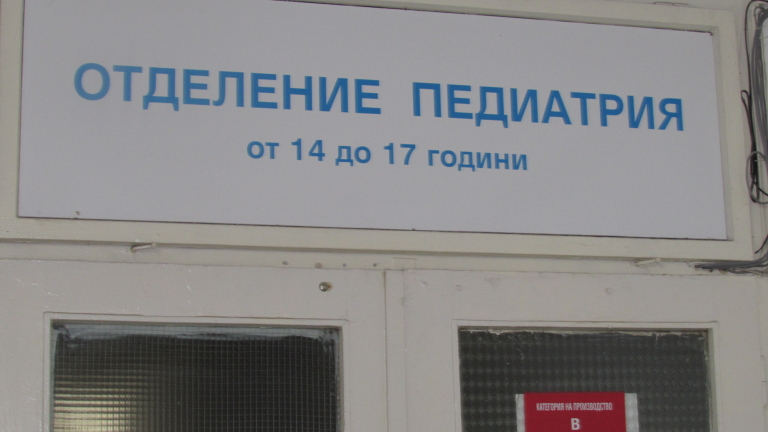 ОТДЕЛЕНИЕ ПЕДИАТРИЯ
от 14 до 17 години
КАТЕГОРИЯ НА ПРОИЗВОДСТВО
В